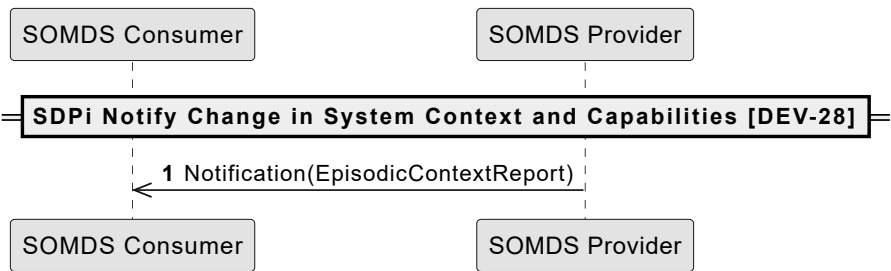 SOMDS Consumer
SOMDS Provider
SDPi Notify Change in System Context and Capabilities [DEV-28]
1 Notification(EpisodicContextReport)
SOMDS Consumer
SOMDS Provider